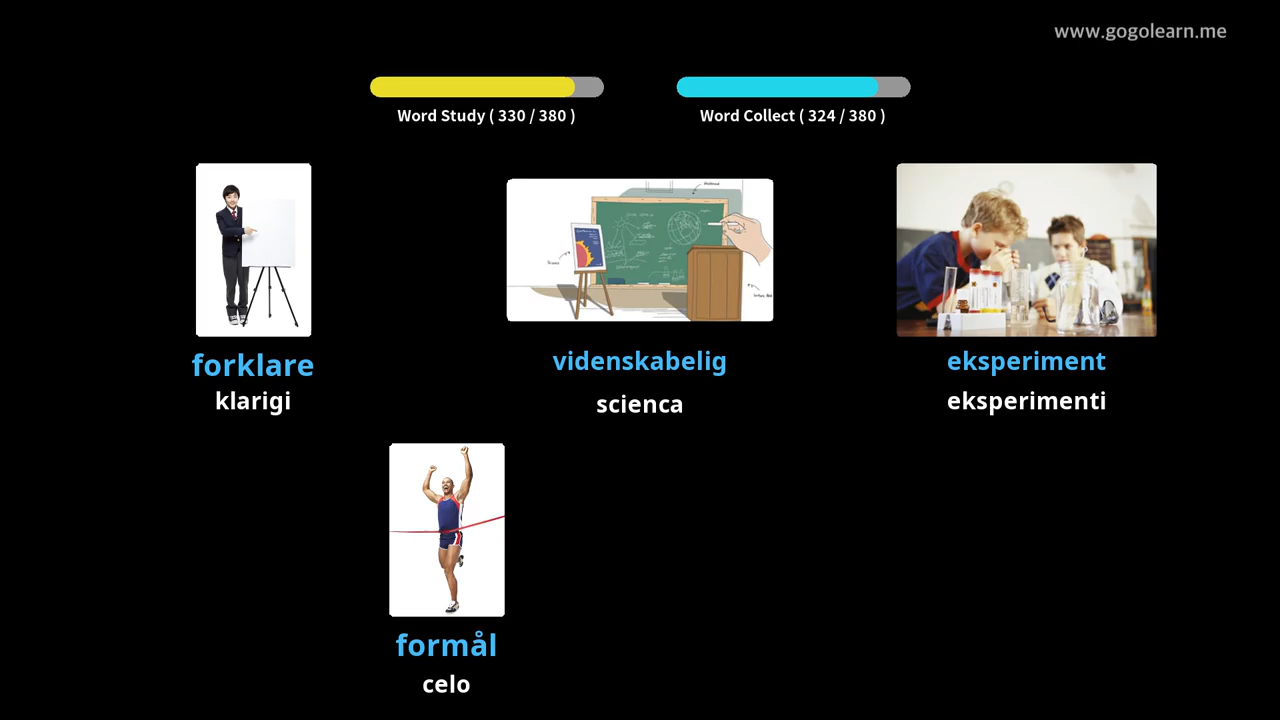 www.gogolearn.me
Word Study ( 330 / 380 )
Word Collect ( 324 / 380 )
forklare
klarigi
videnskabelig
scienca
eksperiment
eksperimenti
formål
celo